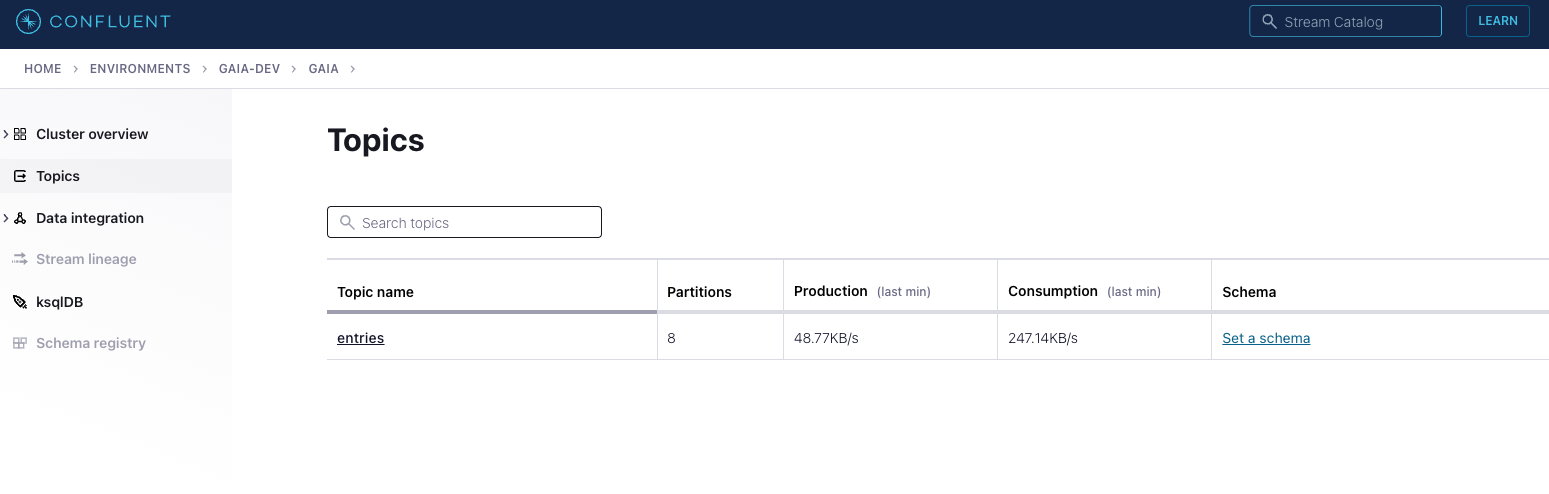 CONFLUENT
Stream Catalog
LEARN
HOME > ENVIRONMENTS > GAIA-DEV > GAIA >
Cluster overview
Topics
Data integration
Stream lineage
ksqlDB
Schema registry
Topics
Search topics
Topic name Partitions Production (last min) Consumption (last min) Schema
entries 8 48.77KB/s 247.14KB/s Set a schema